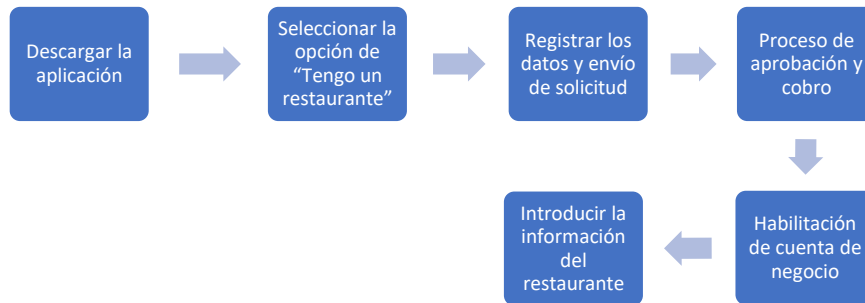 Descargar la
aplicación
Seleccionar la
opción de
“Tengo un
restaurante”
Registrar los
datos y envío
de solicitud
Proceso de
aprobación y
cobro
Habilitación
de cuenta de
negocio
Introducir la
información
del
restaurante